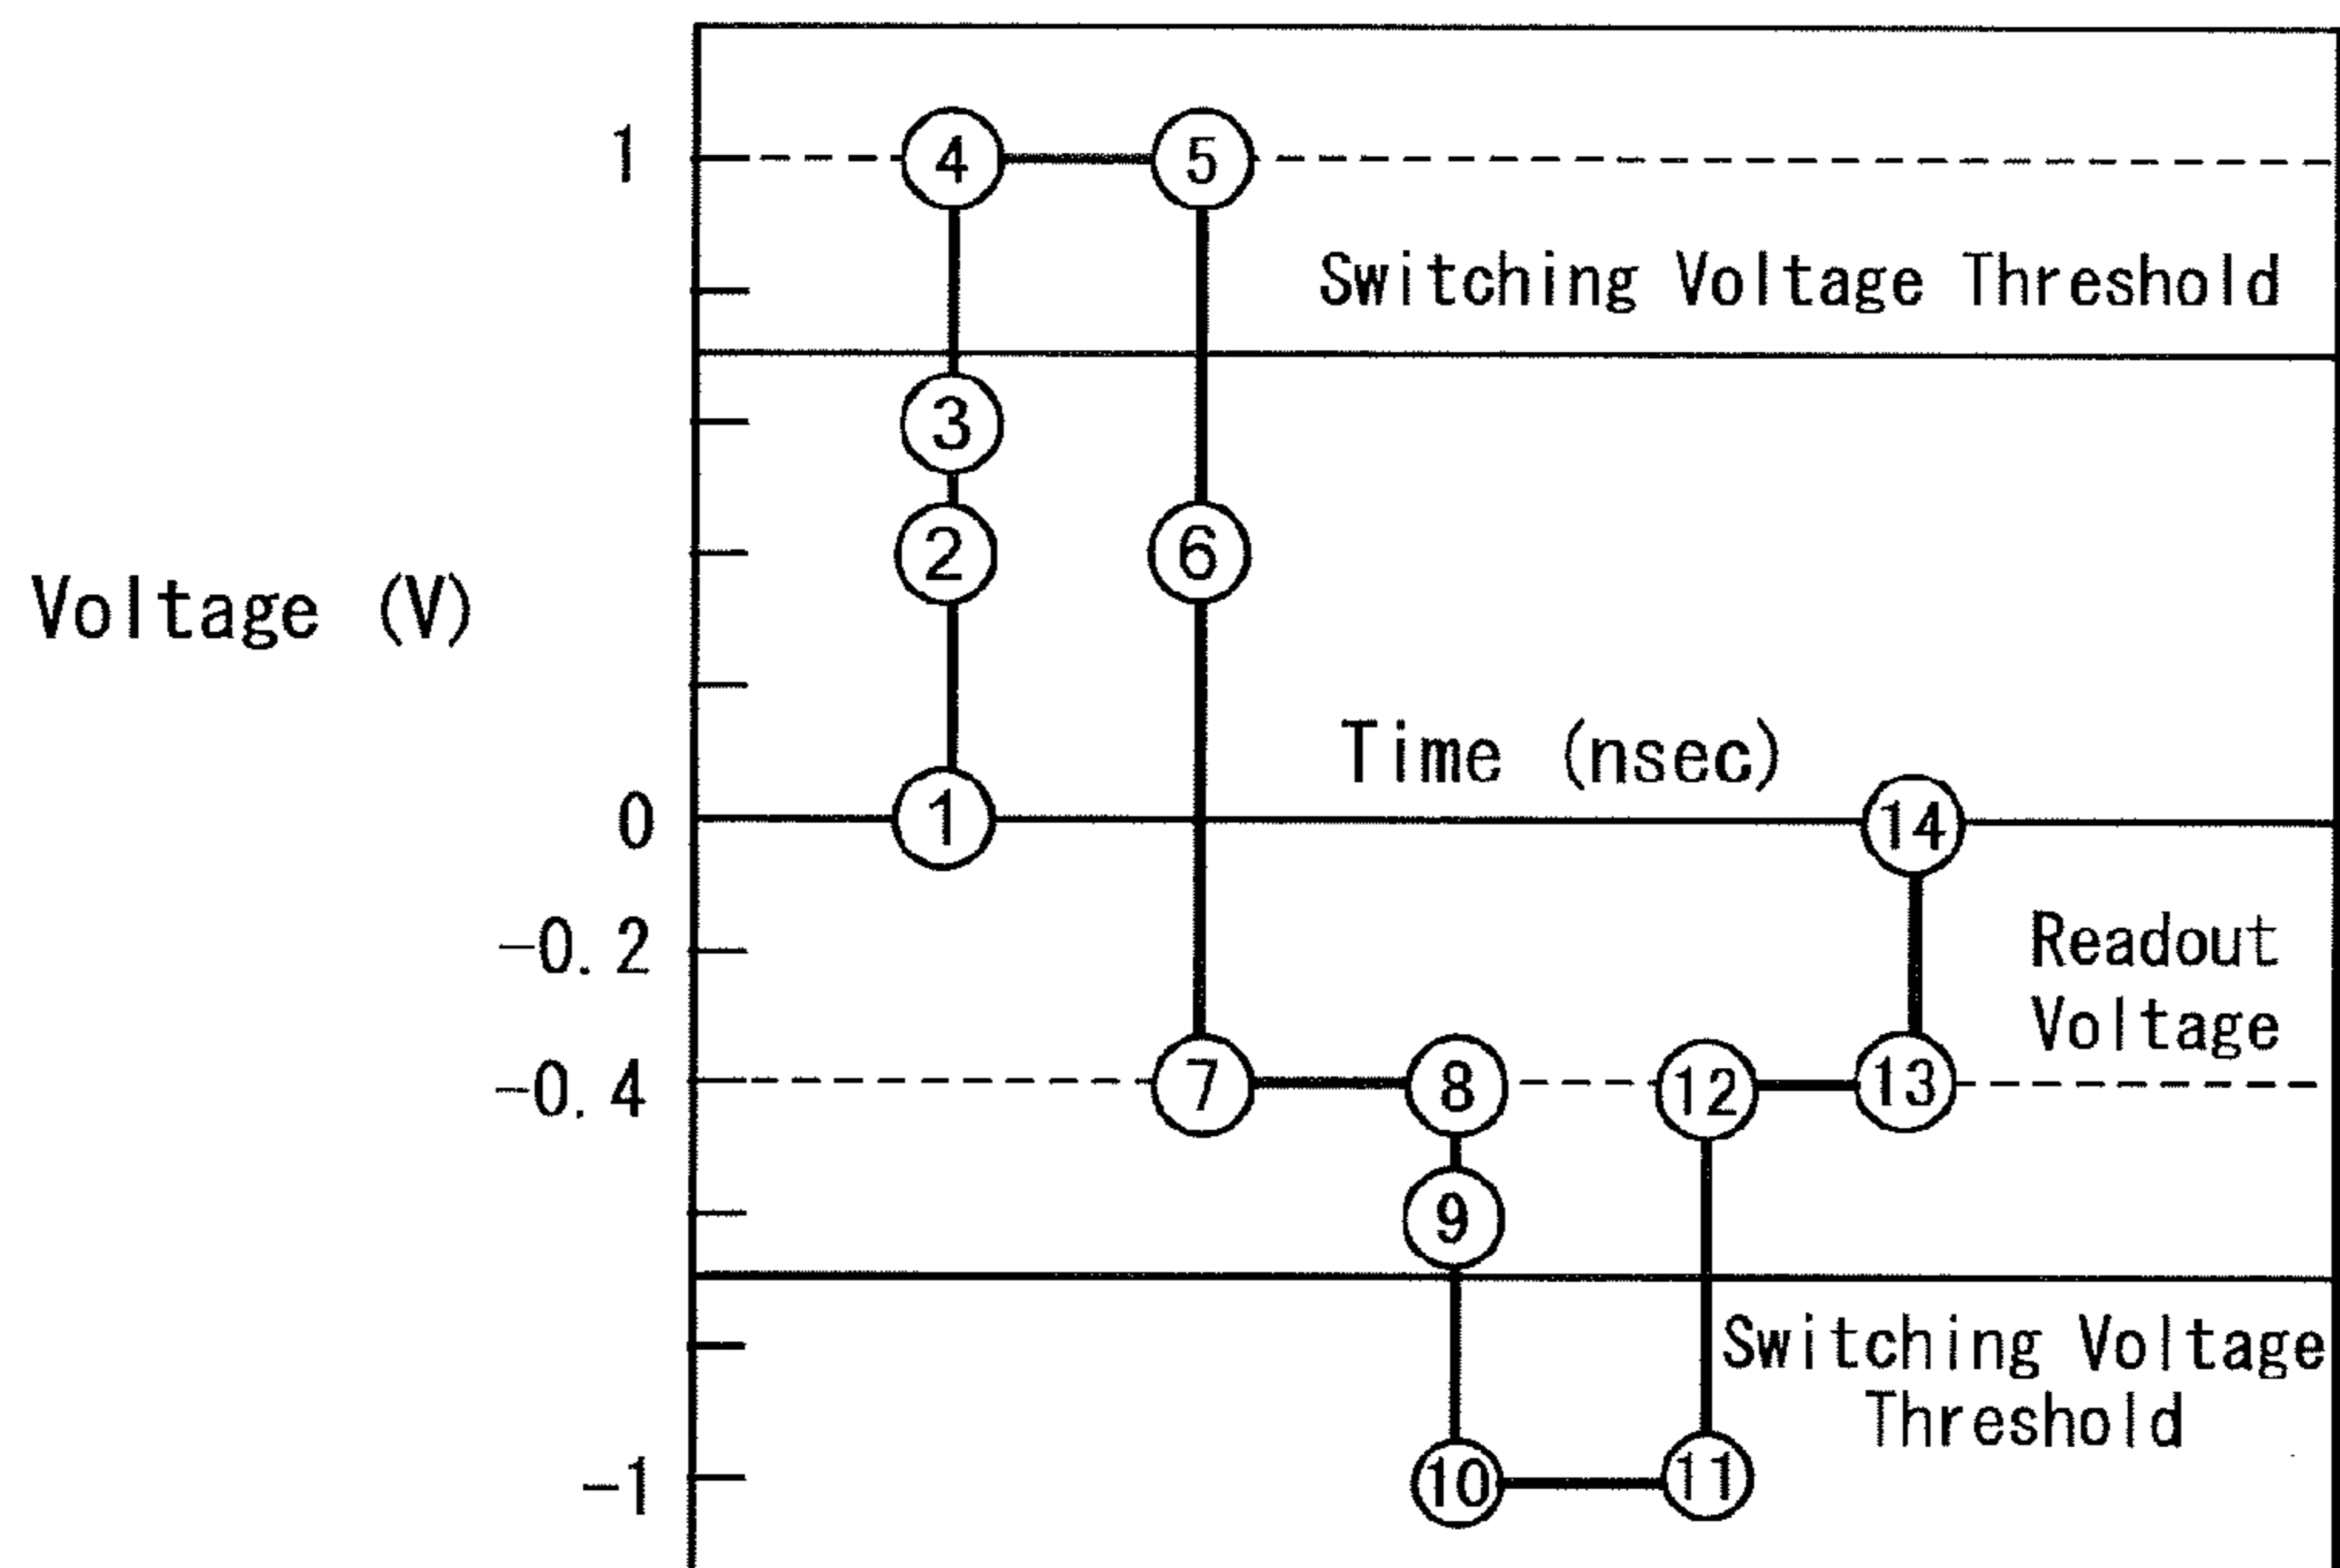 1
4
5
Switching Voltage Threshold
3
2
6
Voltage (V)
Time (nsec)
0
1
14
-0.2
Readout
Voltage
-0.4
7
8
12
13
9
Switching Voltage
Threshold
-1
10
11